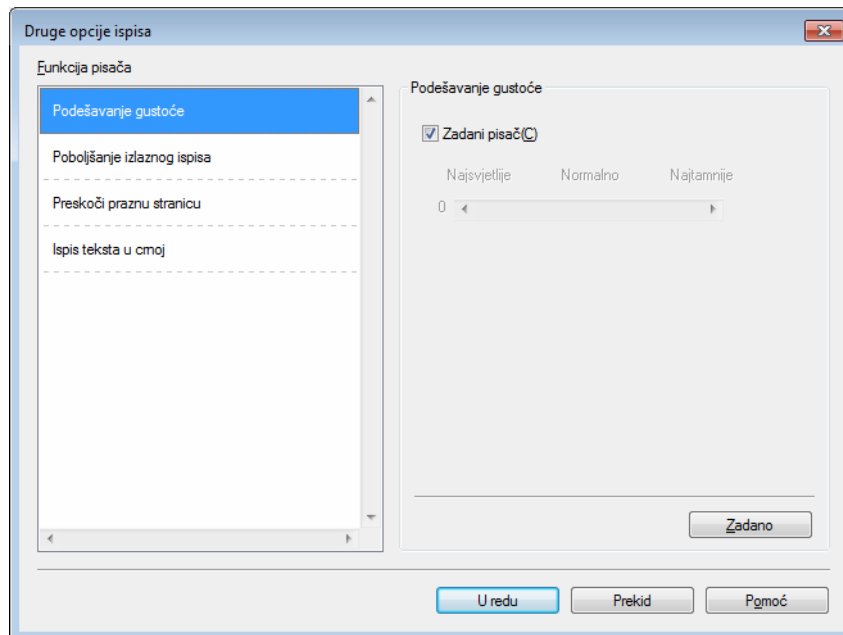 Druge opcije ispisa
Funkcija pisača
Podešavanje gustoće
Poboljšanje izlaznog ispisa
Preskoči praznu stranicu
Ispis teksta u crnoj
Podešavanje gustoće
Zadani pisač(C)
Najsvjetlije Normalno Najtamnije
0
Zadano
U redu Prekid Pomoć